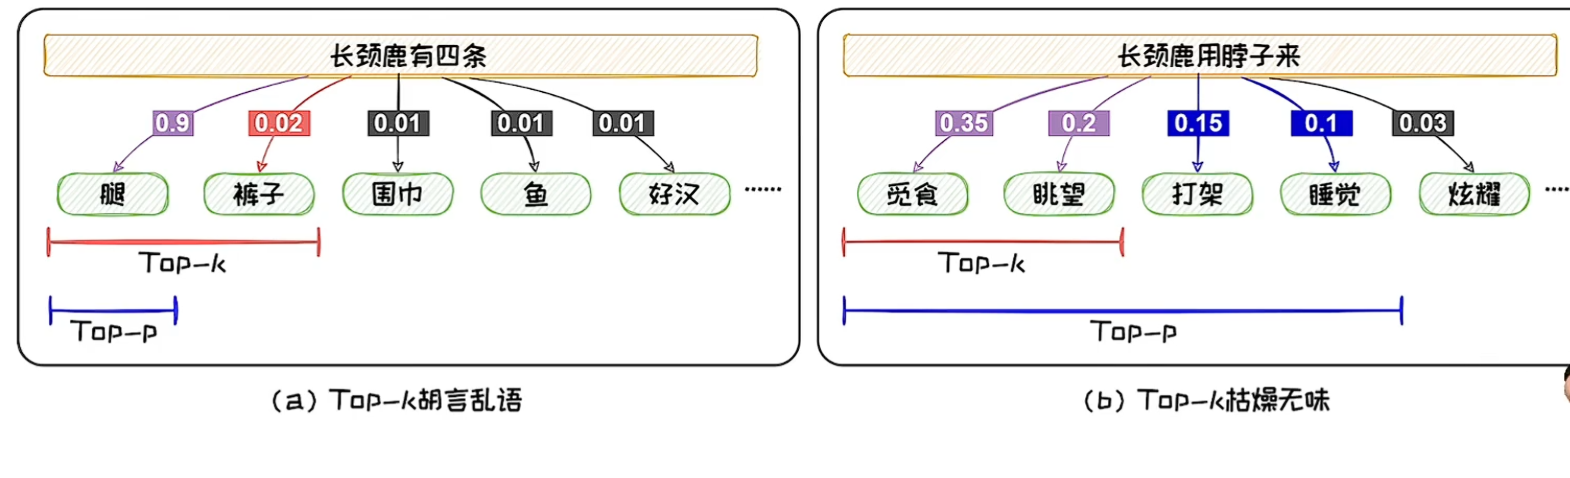 长颈鹿有四条
0.9 0.02 0.01 0.01 0.01
腿 裤子 围巾 鱼 好汉 ······
Top-k
Top-p
(a) Top-k胡言乱语
长颈鹿用脖子来
0.35 0.2 0.15 0.1 0.03
觅食 眺望 打架 睡觉 炫耀 ····
Top-k
Top-p
(b) Top-k枯燥无味